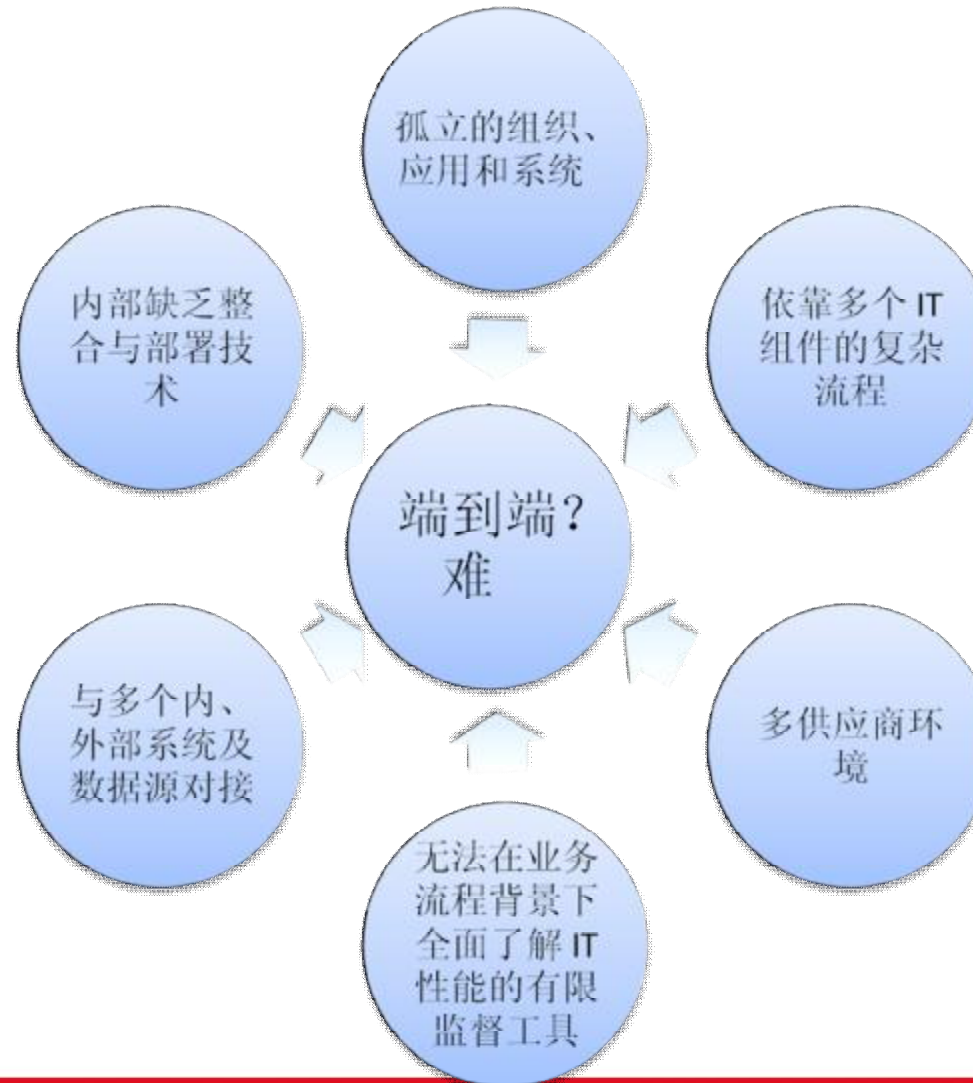 孤立的组织、
应用和系统
内部缺乏整
合与部署技
术
依靠多个 IT
组件的复杂
流程
端到端？
难
与多个内、
外部系统及
数据源对接
多供应商环
境
无法在业务
流程背景下
全面了解 IT
性能的有限
监督工具